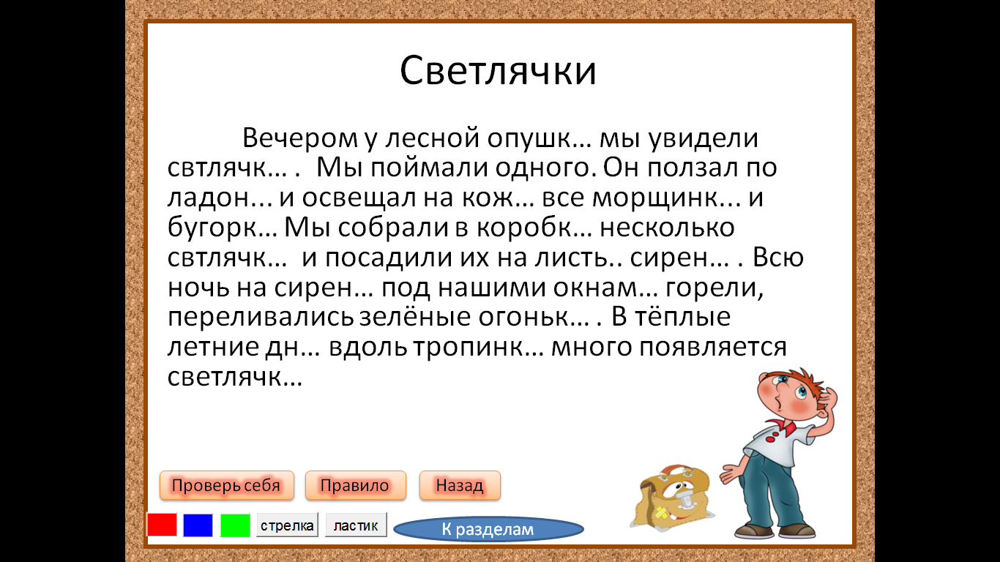 Светлячки
Вечером у лесной опушк... мы увидели
свтлячк... . Мы поймали одного. Он ползал по
ладон... и освещал на кож... все морщинк... и
бугорк... Мы собрали в коробк... несколько
свтлячк... и посадили их на листь.. сирен... . Всю
ночь на сирен... под нашими окнам... горели,
переливались зелёные огоньк... . В тёплые
летние дн... вдоль тропинк... много появляется
светлячк...
Проверь себя Правило Назад
стрелка ластик К разделам